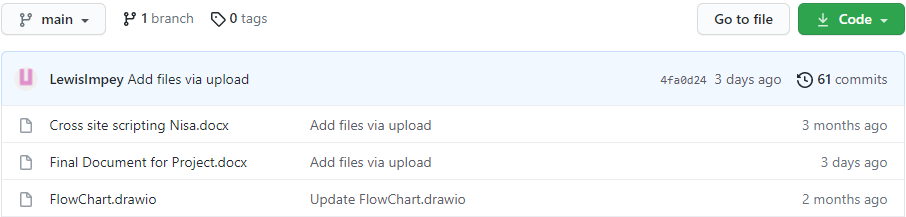 main 1 branch 0 tags Go to file Code
LewisImpey Add files via upload 4fa0d24 3 days ago 61 commits
Cross site scripting Nisa.docx Add files via upload 3 months ago
Final Document for Project.docx Add files via upload 3 days ago
FlowChart.drawio Update FlowChart.drawio 2 months ago